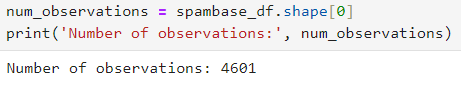 num_observations = spambase_df.shape[0]
print('Number of observations:', num_observations)
Number of observations: 4601